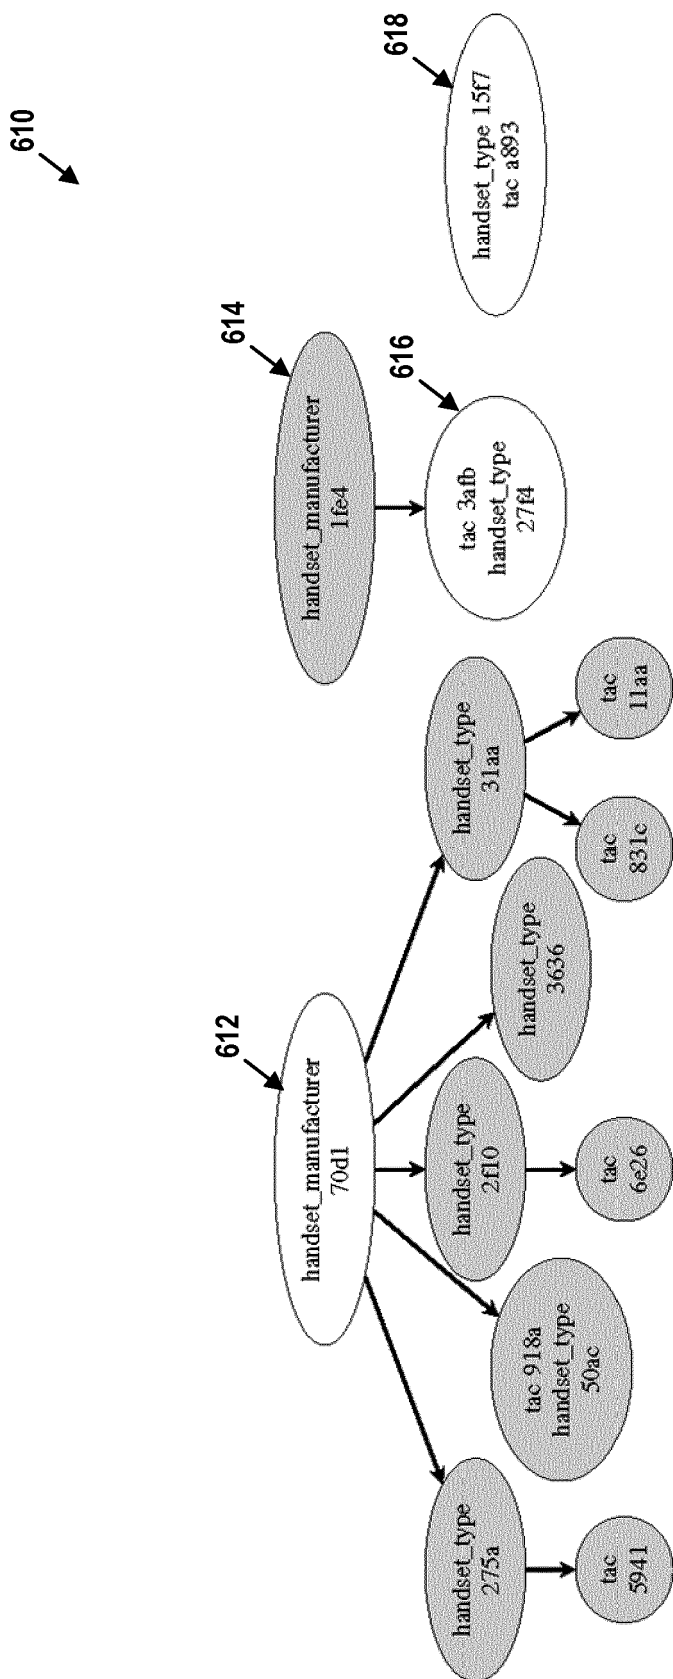 610
612
handset_manufacturer
70d1
614
handset_manufacturer
1fe4
618
handset_type 15f7
tac a893
616
tac 3afb
handset_type
27f4
handset_type
275a
tac 918a
handset_type
50ac
handset_type
2f10
handset_type
3636
handset_type
31aa
tac
5941
tac
6e26
tac
831c
tac
11aa